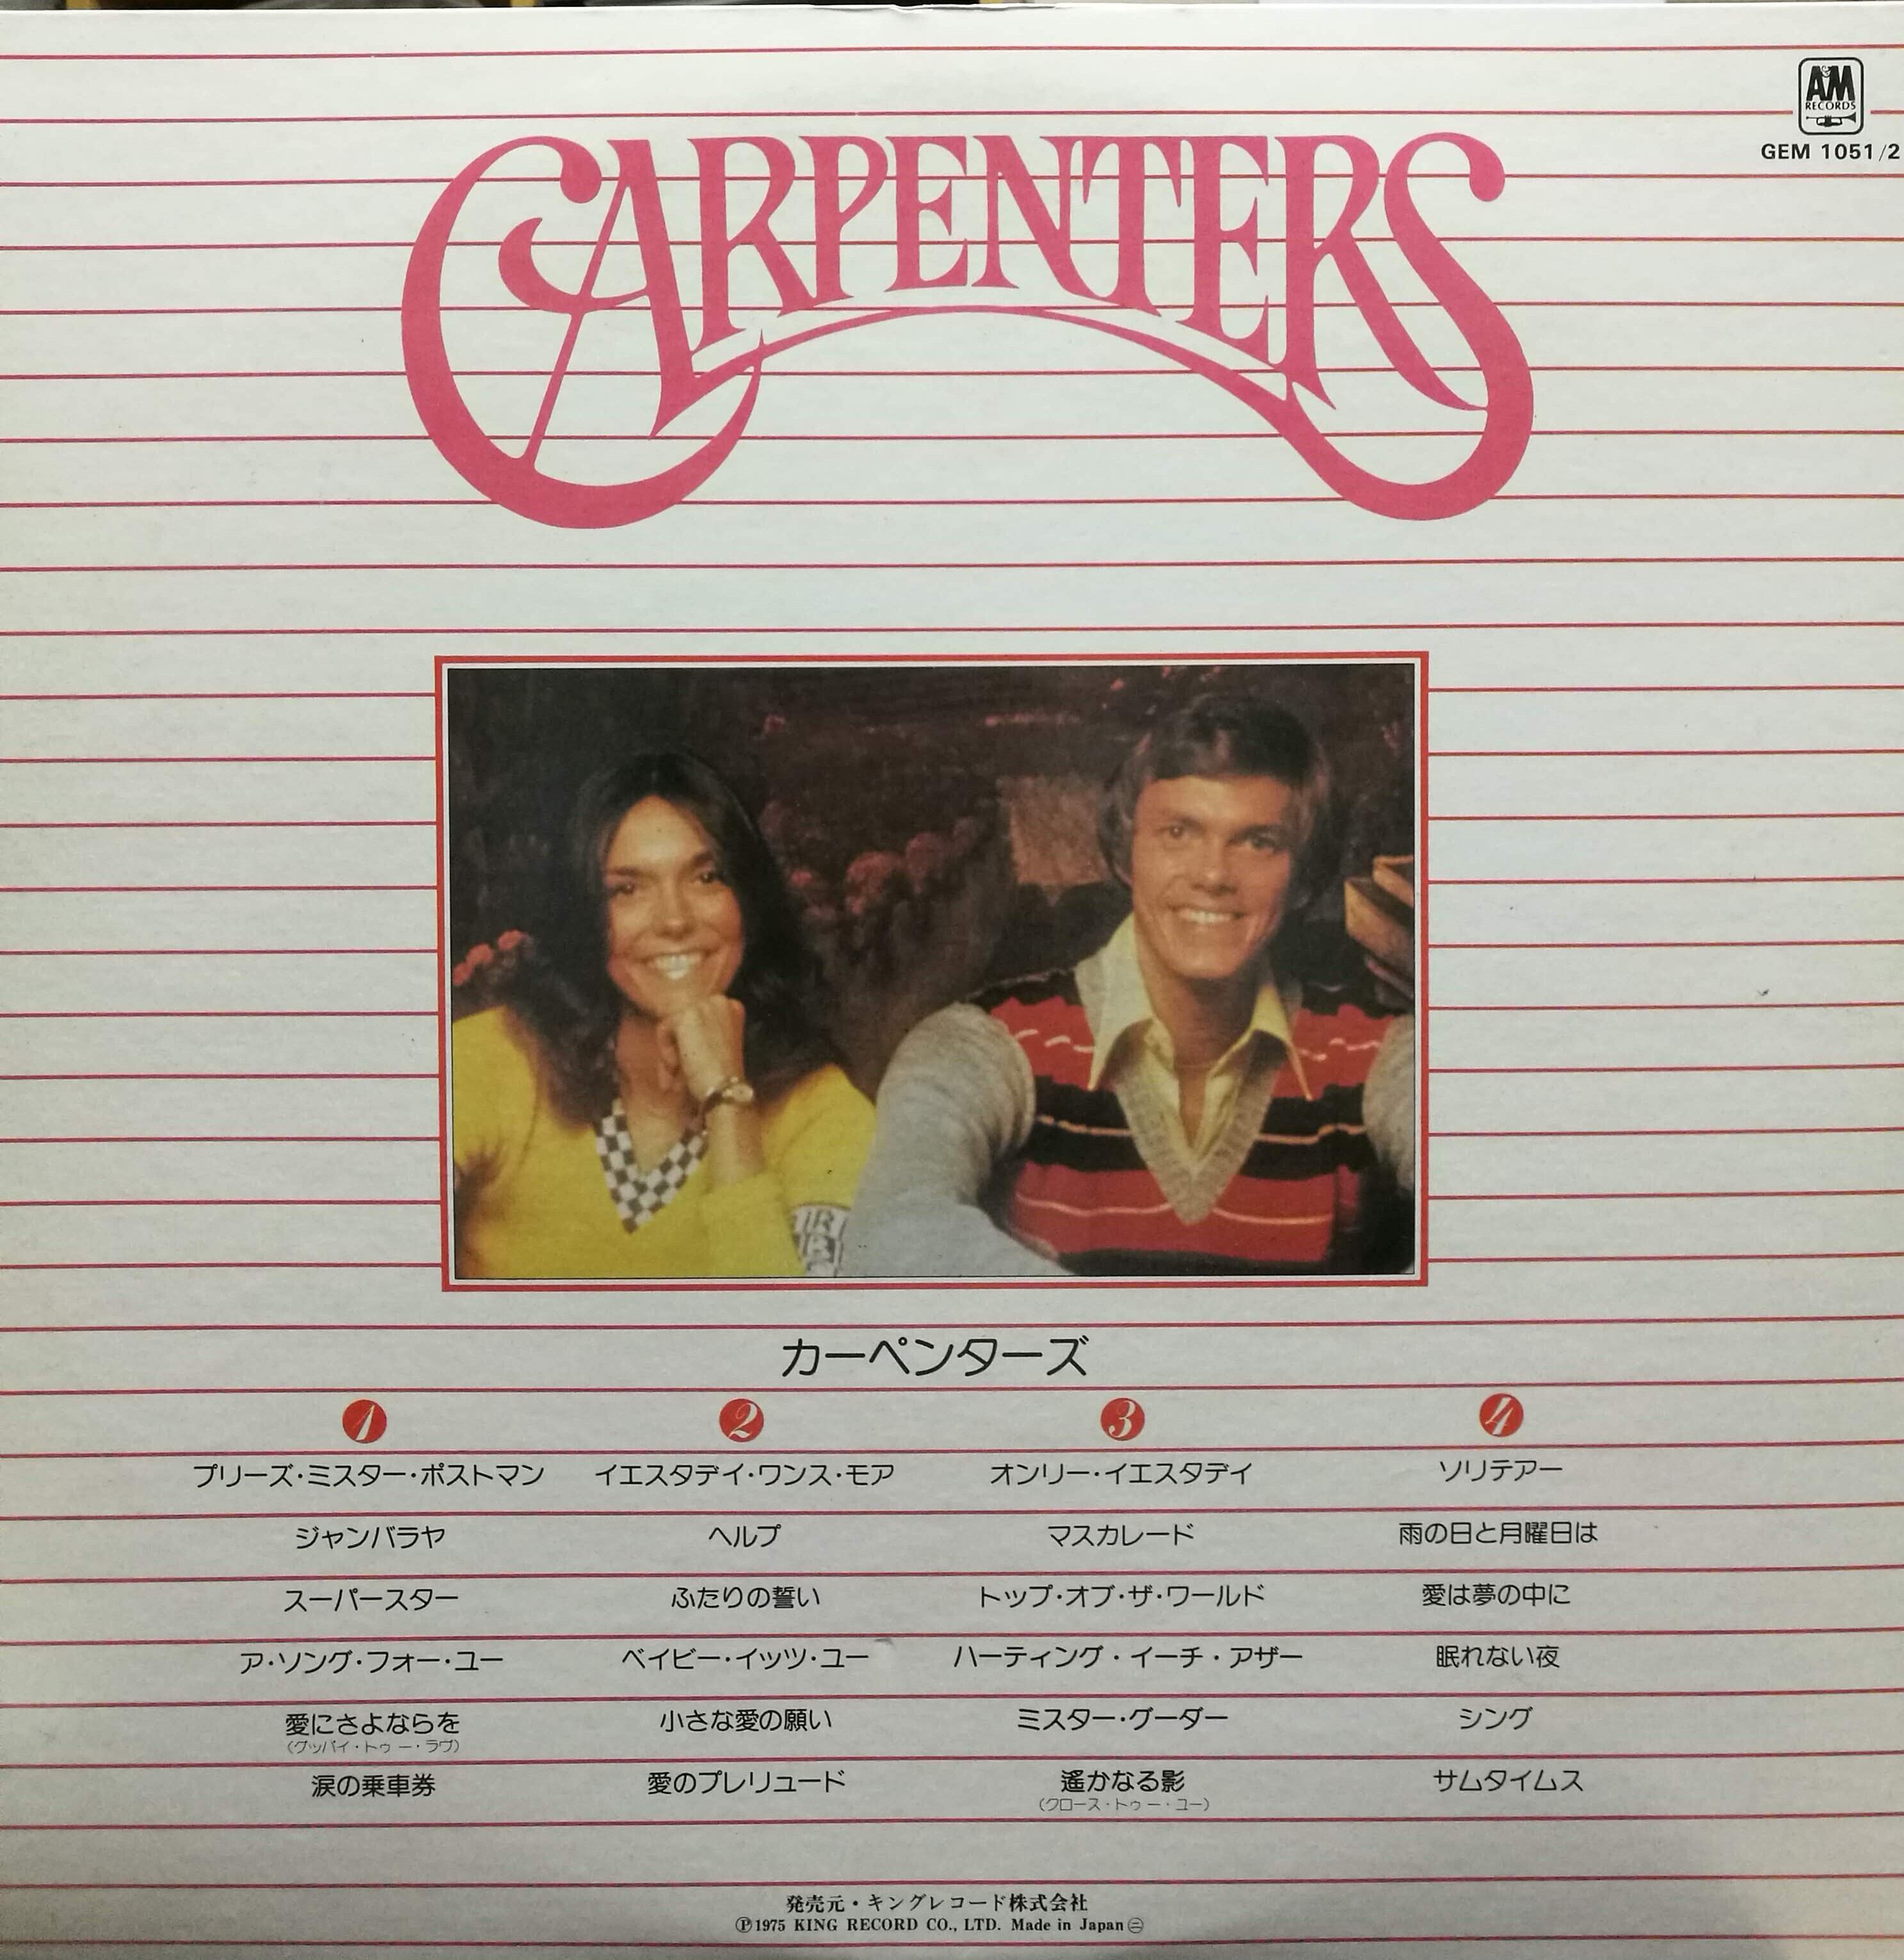 A&M
RECORDS
GEM 1051/2
CARPENTERS
カーペンターズ
1 2 3 4
プリーズ・ミスター・ポストマン イエスタデイ・ワンス・モア オンリー・イエスタデイ ソリテアー
ジャンバラヤ ヘルプ マスカレード 雨の日と月曜日は
スーパースター ふたりの誓い トップ・オブ・ザ・ワールド 愛は夢の中に
ア・ソング・フォー・ユー ベイビー・イッツ・ユー ハーティング・イーチ・アザー 眠れない夜
愛にさよならを 小さな愛の願い ミスター・グーダー シング
(グッバイ・トゥー・ラヴ)
涙の乗車券 愛のプレリュード 遙かなる影 サムタイムス
(クロース・トゥー・ユー)
発売元・キングレコード株式会社
Ⓟ1975 KING RECORD CO., LTD. Made in Japan㊁